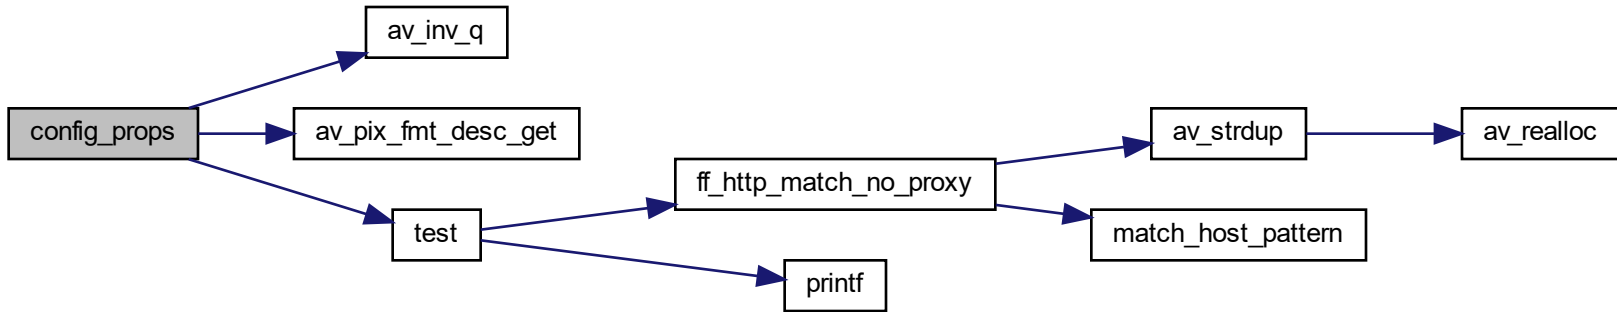 av_inv_q
config_props
av_pix_fmt_desc_get
av_strdup
av_realloc
ff_http_match_no_proxy
test
match_host_pattern
printf